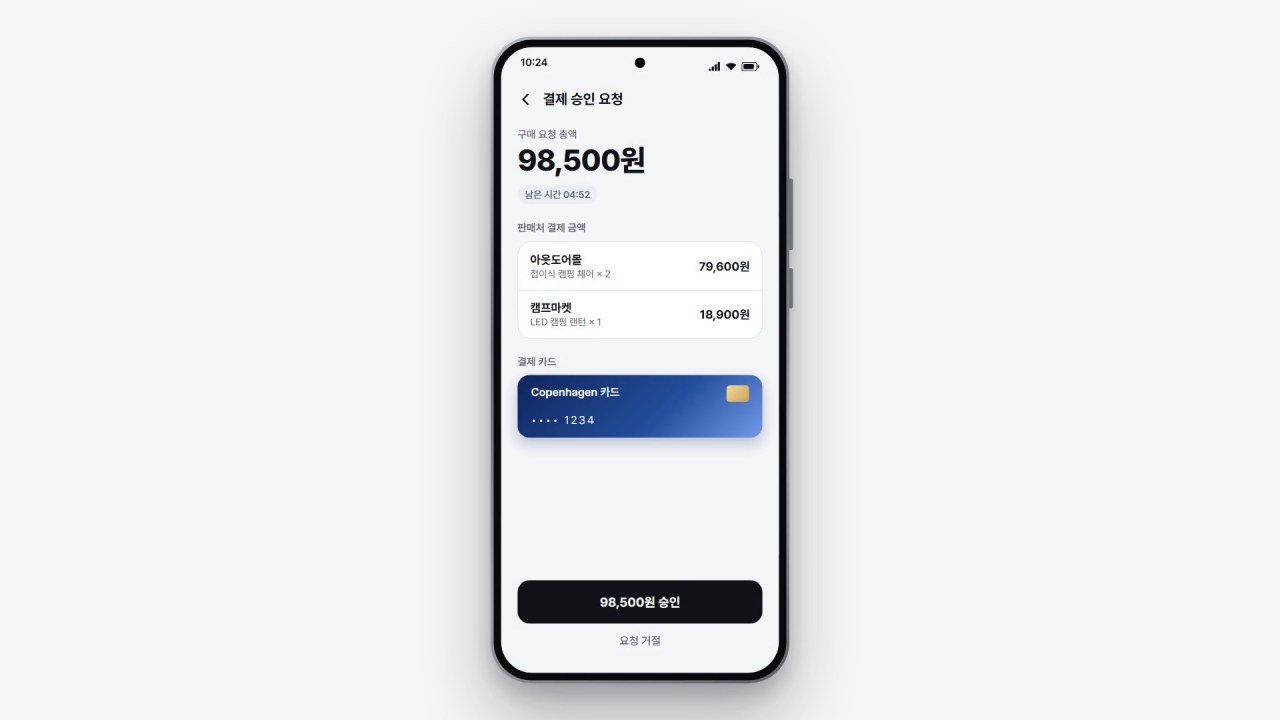 10:24
결제 승인 요청
구매 요청 총액
98,500원
남은 시간 04:52
판매처 결제 금액
아웃도어몰
접이식 캠핑 체어 × 2
79,600원
캠프마켓
LED 캠핑 랜턴 × 1
18,900원
결제 카드
Copenhagen 카드
•••• 1234
98,500원 승인
요청 거절